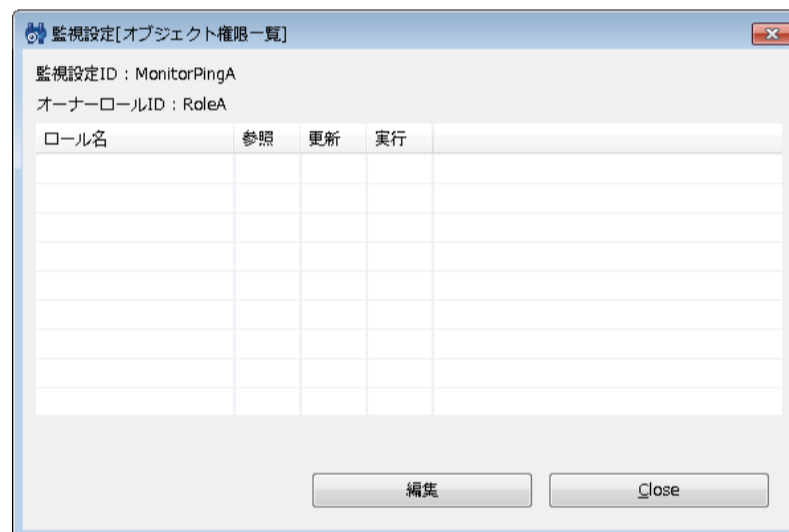 監視設定[オブジェクト権限一覧]
監視設定ID : MonitorPingA
オーナーロールID : RoleA
ロール名 参照 更新 実行
編集 Close